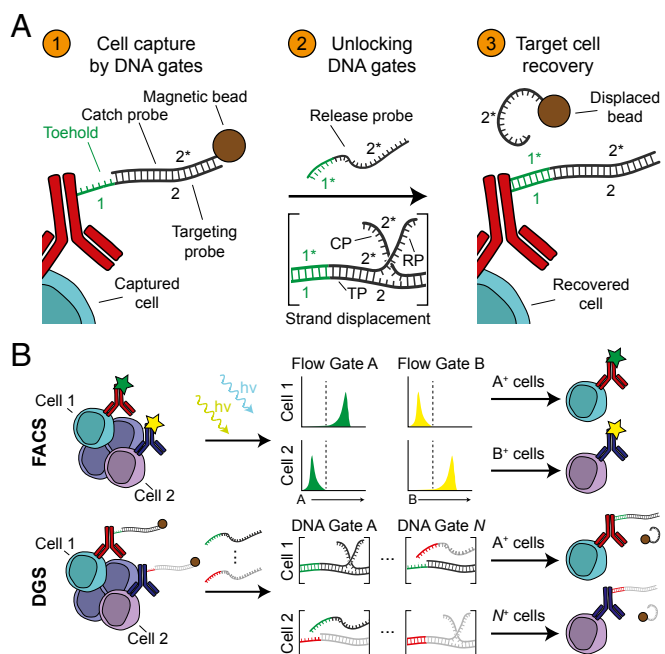 A
1
Cell capture
by DNA gates
Magnetic bead
Catch probe
Toehold
2*
1
2
Targeting
probe
Captured
cell
2
Unlocking
DNA gates
Release probe
2*
1*
2*
CP
1*
2*
RP
1
TP
2
Strand displacement
3
Target cell
recovery
Displaced
bead
2*
1*
2*
1
2
Recovered
cell
B
FACS
Cell 1
Cell 2
hv
hv
Flow Gate A
Flow Gate B
Cell 1
Cell 2
A
B
A⁺ cells
B⁺ cells
DGS
Cell 1
Cell 2
DNA Gate A
DNA Gate N
Cell 1
...
Cell 2
...
A⁺ cells
N⁺ cells